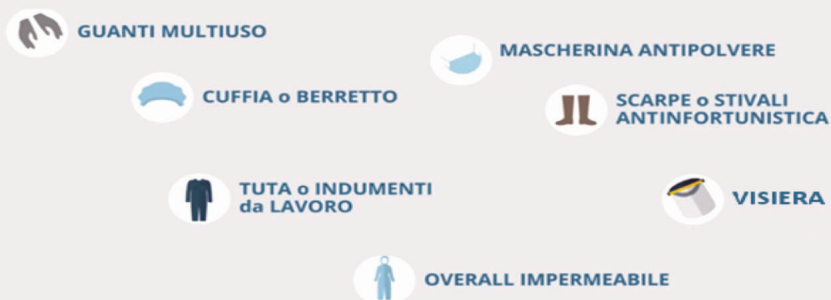 GUANTI MULTIUSO
MASCHERINA ANTIPOLVERE
CUFFIA o BERRETTO
SCARPE o STIVALI
ANTINFORTUNISTICA
TUTA o INDUMENTI
da LAVORO
VISIERA
OVERALL IMPERMEABILE